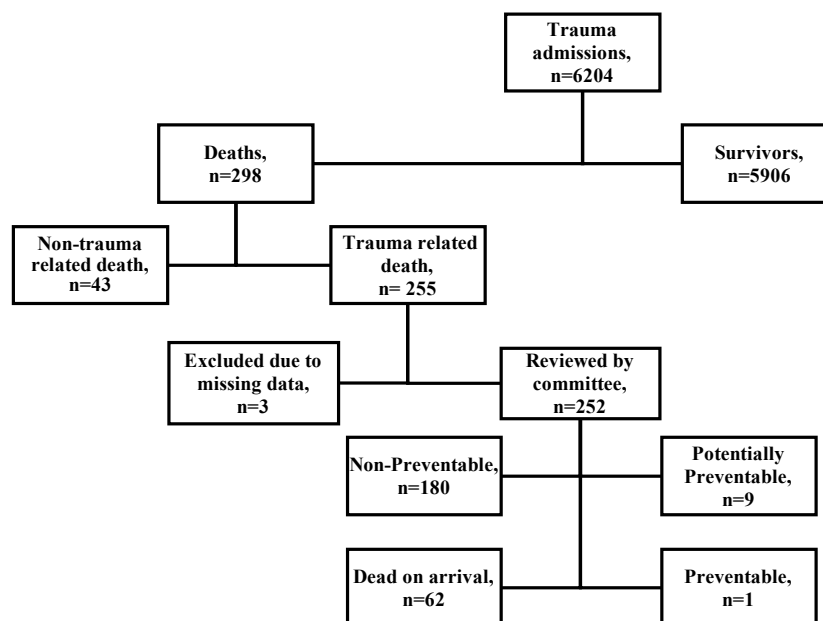 Trauma
admissions,
n=6204
Deaths,
n=298
Survivors,
n=5906
Non-trauma
related death,
n=43
Trauma related
death,
n= 255
Excluded due to
missing data,
n=3
Reviewed by
committee,
n=252
Non-Preventable,
n=180
Potentially
Preventable,
n=9
Dead on arrival,
n=62
Preventable,
n=1